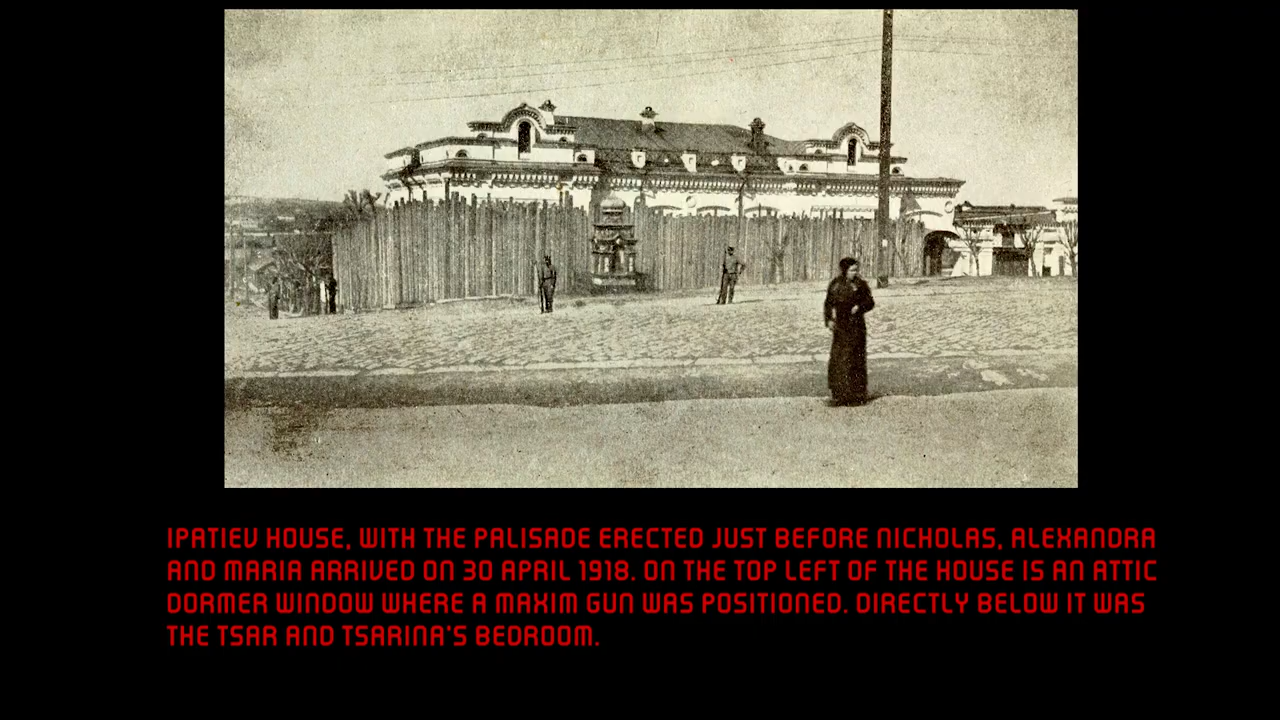 IPATIEV HOUSE, WITH THE PALISADE ERECTED JUST BEFORE NICHOLAS, ALEXANDRA
AND MARIA ARRIVED ON 30 APRIL 1918. ON THE TOP LEFT OF THE HOUSE IS AN ATTIC
DORMER WINDOW WHERE A MAXIM GUN WAS POSITIONED. DIRECTLY BELOW IT WAS
THE TSAR AND TSARINA'S BEDROOM.